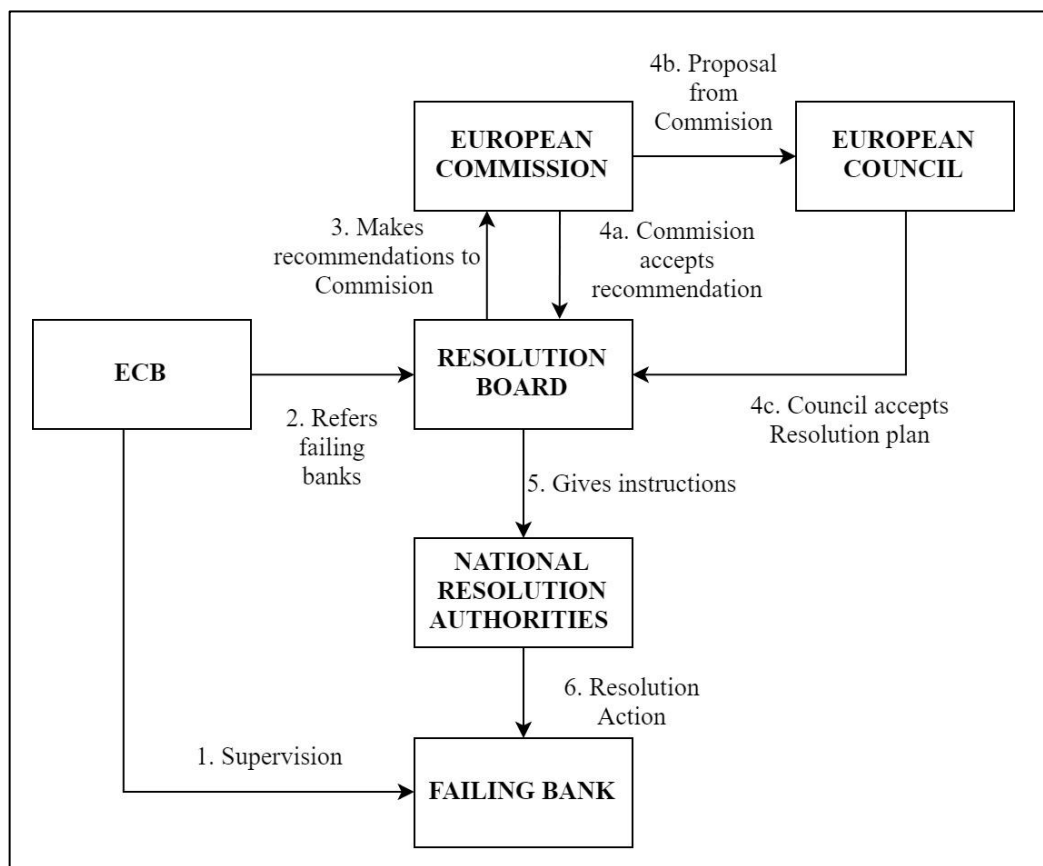 4b. Proposal
from
Commision
EUROPEAN
COMMISSION
EUROPEAN
COUNCIL
3. Makes
recommendations to
Commision
4a. Commision
accepts
recommendation
ECB
RESOLUTION
BOARD
2. Refers
failing
banks
4c. Council accepts
Resolution plan
5. Gives instructions
NATIONAL
RESOLUTION
AUTHORITIES
6. Resolution
Action
1. Supervision
FAILING BANK